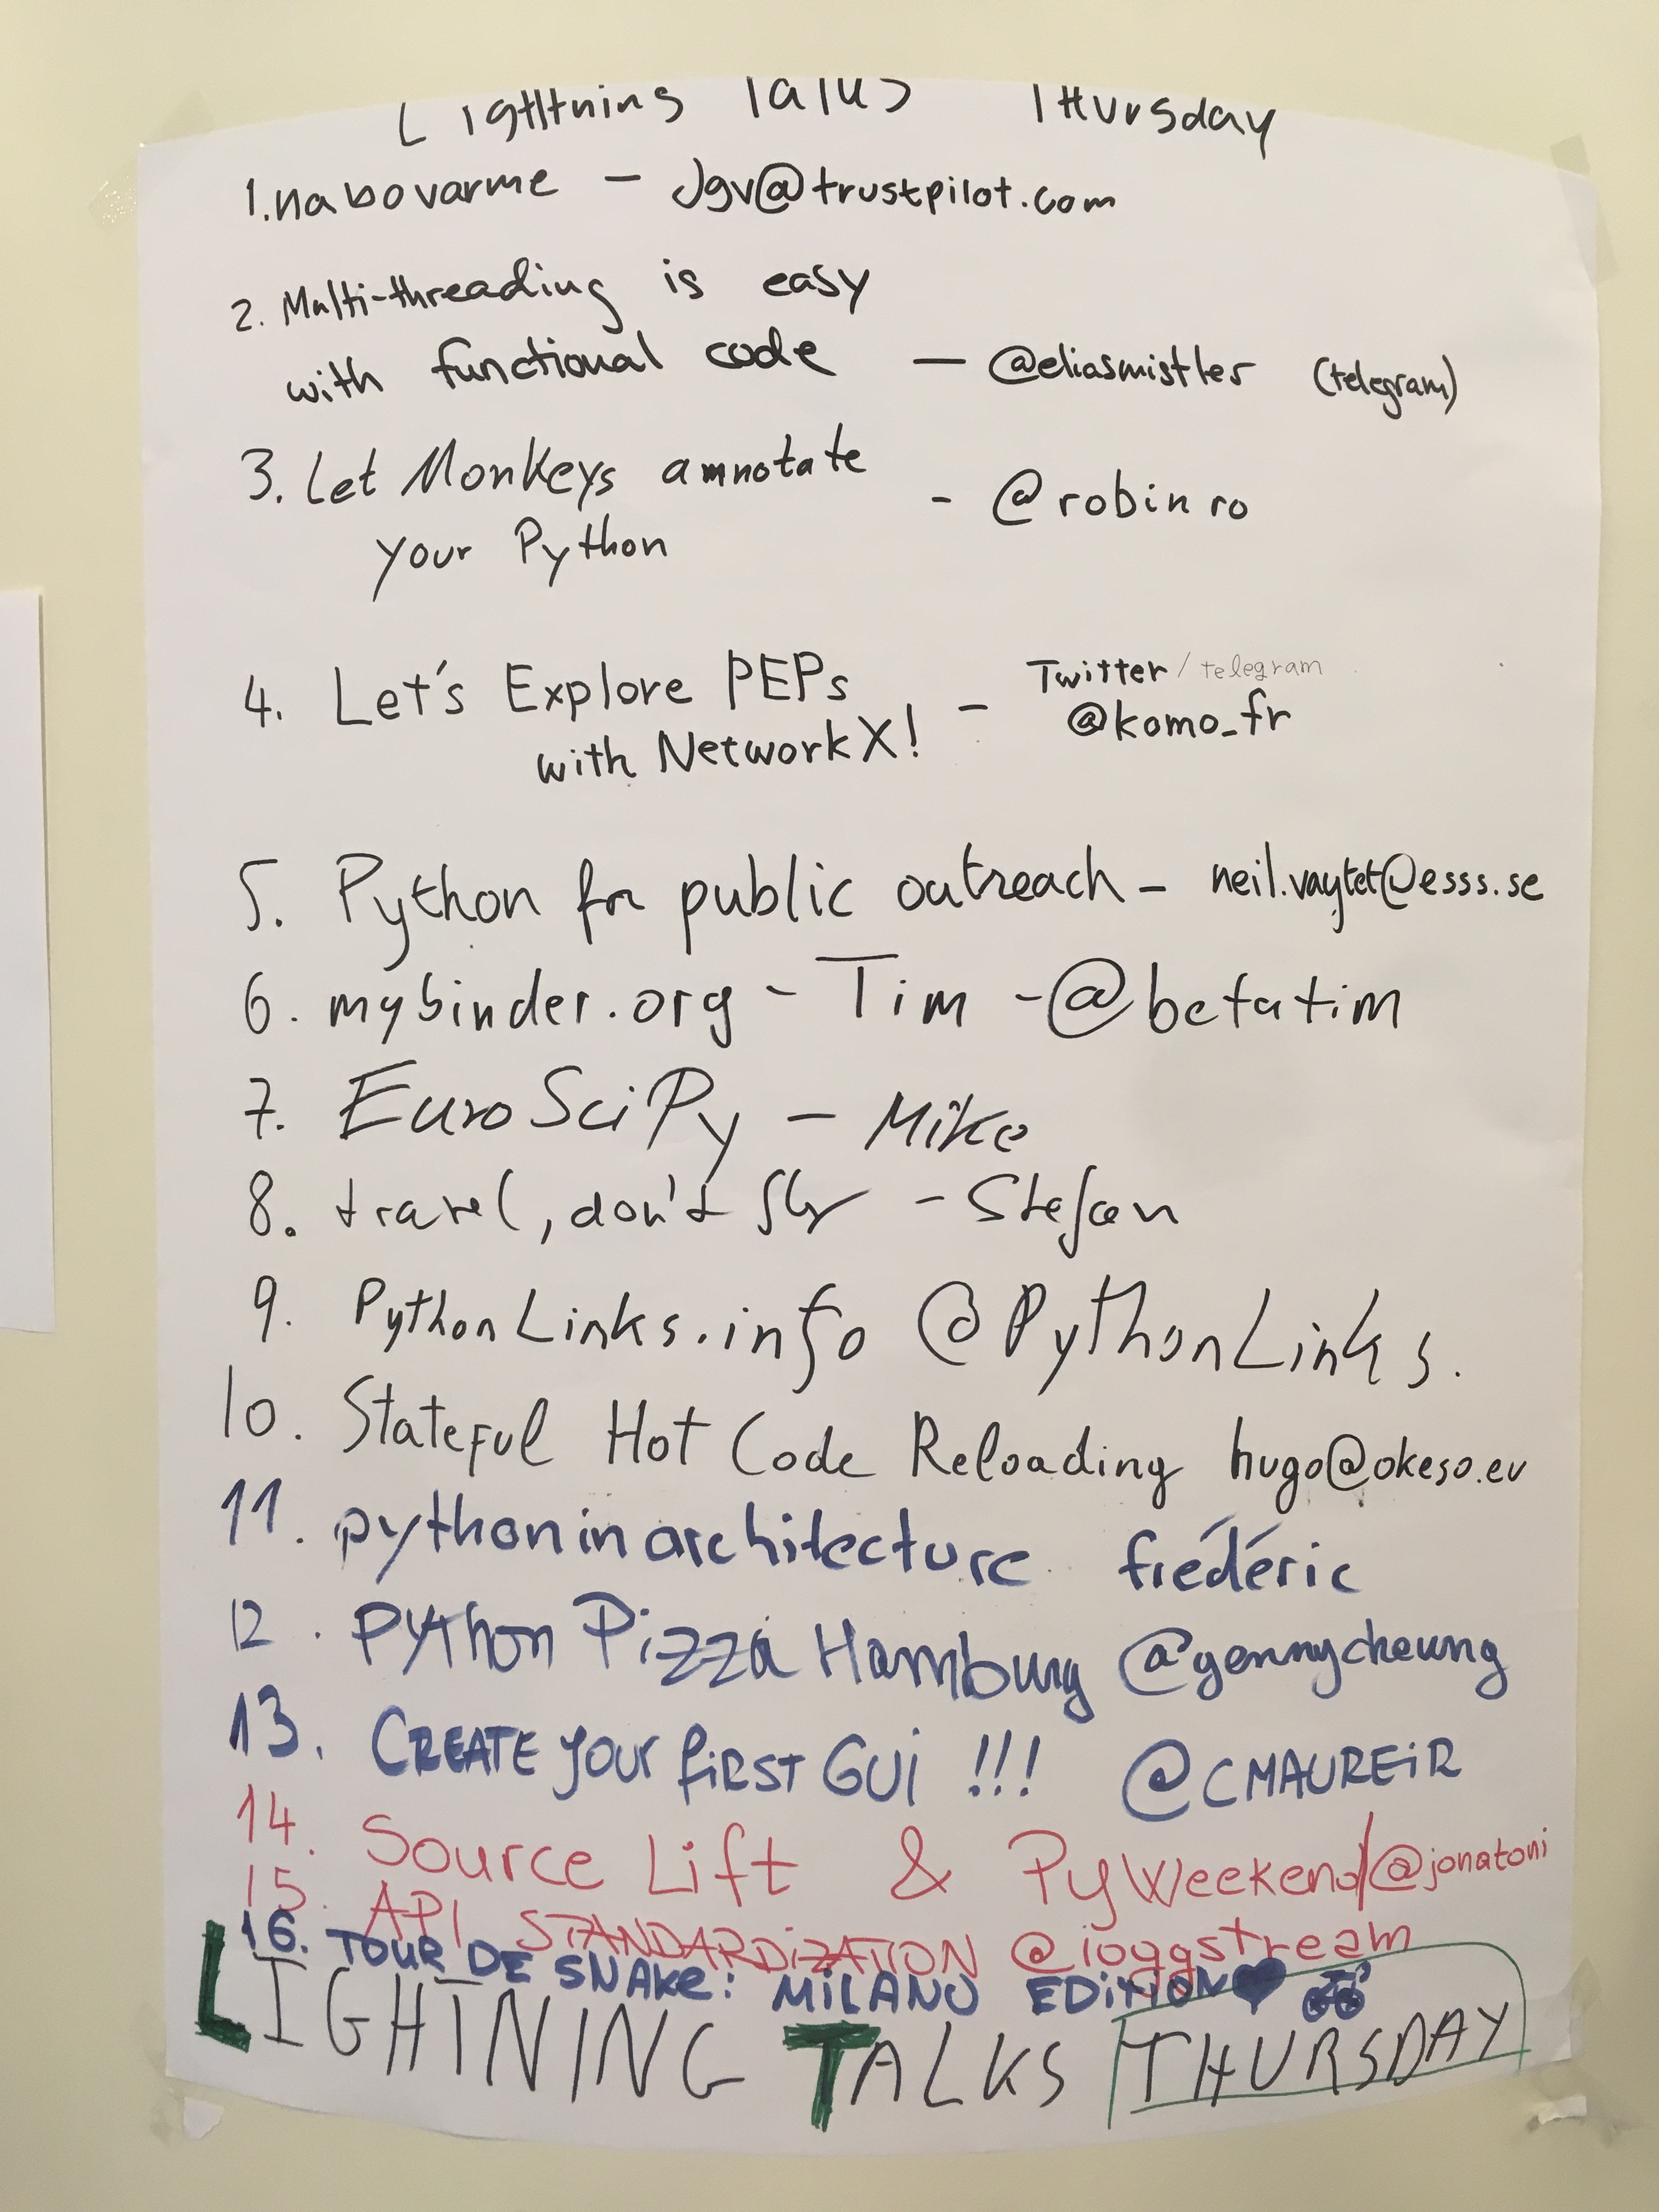 Lightning Talks Thursday
1. nabovarme - Jgv@trustpilot.com
2. Multi-threading is easy
with functional code - @eliasmistler (telegram)
3. Let Monkeys annotate
your Python - @robinro
4. Let's Explore PEPs
with NetworkX! - Twitter / telegram
@komo_fr
5. Python for public outreach - neil.vaytet@esss.se
6. mybinder.org - Tim - @betatim
7. EuroSciPy - Mike
8. travel, don't fly - Stefan
9. PythonLinks.info @PythonLinks.
10. Stateful Hot Code Reloading hugo@okeso.eu
11. python in architecture frédéric
12. Python Pizza Hamburg @gennycheung
13. CREATE your fiRST GUi !!! @CMAUREiR
14. Source Lift & PyWeekend/@jonatoni
15. API STANDARDiZATION @ioggstream
16. TOUR DE SNAKe: MiLANO EDiTiON
LIGHTNING TALKS THURSDAY